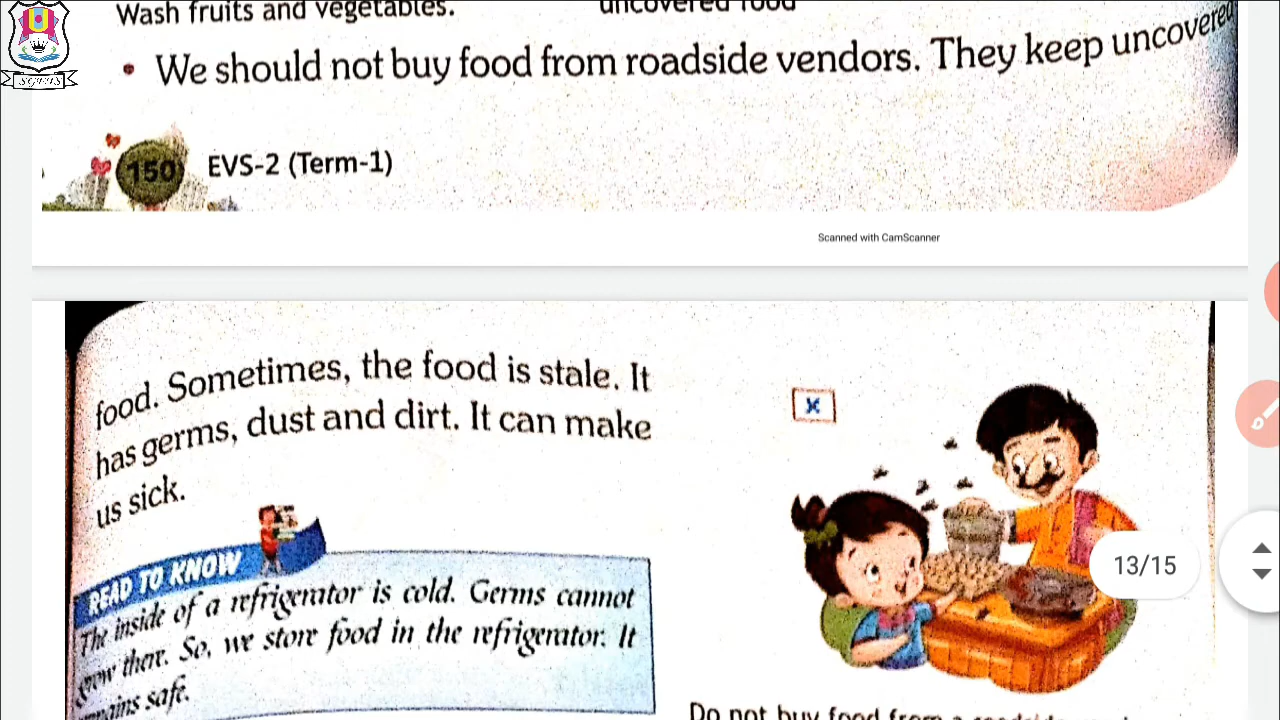 Wash fruits and vegetables.
uncovered food
• We should not buy food from roadside vendors. They keep uncovered
150 EVS-2 (Term-1)
Scanned with CamScanner
food. Sometimes, the food is stale. It
has germs, dust and dirt. It can make
us sick.
READ TO KNOW
The inside of a refrigerator is cold. Germs cannot
grow there. So, we store food in the refrigerator. It
safe.
13/15
Do not buy food from a